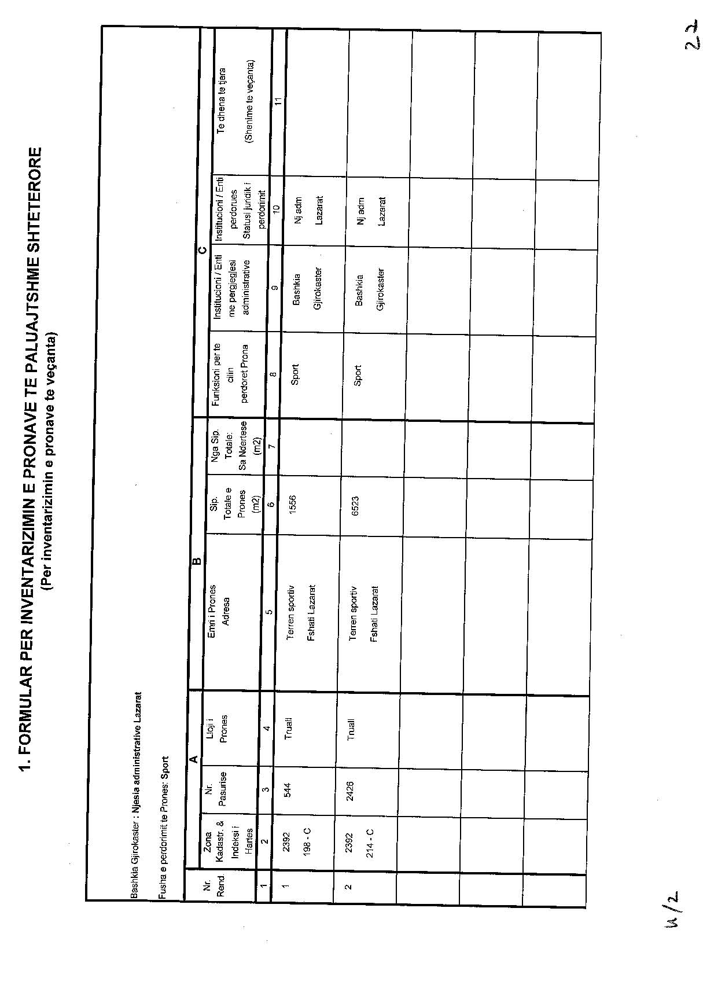 1. FORMULAR PER INVENTARIZIMIN E PRONAVE TE PALUAJTSHME SHTETERORE
(Per inventarizimin e pronave te veçanta)
Bashkia Gjirokaster : Njesia administrative Lazarat
Fusha e perdorimit te Prones: Sport
A
B
C
Nr.
Rend.
Zona
Kadastr. &
Indeksi i
Hartes
Nr.
Pasurise
Lloji i
Prones
Emri i Prones
Adresa
Sip.
Totale e
Prones
(m2)
Nga Sip.
Totale:
Sa Ndertese
(m2)
Funksioni per te
cilin
perdoret Prona
Institucioni / Enti
me pergjegjesi
administrative
Institucioni / Enti
perdorues
Statusi juridik i
perdorimit
Te dhena te tjera
(Shenime te veçanta)
1 2 3 4 5 6 7 8 9 10 11
1
2392
198 - C
544
Truall
Terren sportiv
Fshati Lazarat
1556
Sport
Bashkia
Gjirokaster
Nj adm
Lazarat
2
2392
214 - C
2426
Truall
Terren sportiv
Fshati Lazarat
6523
Sport
Bashkia
Gjirokaster
Nj adm
Lazarat
22